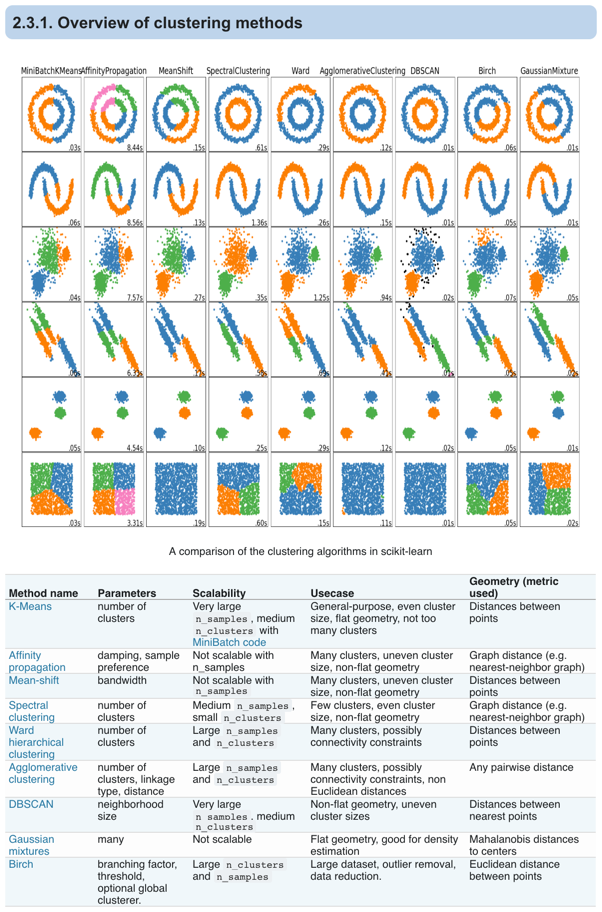 2.3.1. Overview of clustering methods
MiniBatchKMeans AffinityPropagation MeanShift SpectralClustering Ward AgglomerativeClustering DBSCAN Birch GaussianMixture
.03s 8.44s .15s .61s .29s .12s .01s .06s .01s
.06s 8.56s .13s 1.36s .26s .15s .01s .05s .01s
.04s 7.57s .27s .35s 1.25s .94s .02s .07s .05s
.05s 4.54s .10s .25s .29s .12s .02s .05s .01s
.03s 3.31s .19s .60s .15s .11s .01s .05s .02s
A comparison of the clustering algorithms in scikit-learn
Geometry (metric
Method name Parameters Scalability Usecase used)
K-Means number of Very large General-purpose, even cluster Distances between
clusters n_samples , medium size, flat geometry, not too points
n_clusters with many clusters
MiniBatch code
Affinity damping, sample Not scalable with Many clusters, uneven cluster Graph distance (e.g.
propagation preference n_samples size, non-flat geometry nearest-neighbor graph)
Mean-shift bandwidth Not scalable with Many clusters, uneven cluster Distances between
n_samples size, non-flat geometry points
Spectral number of Medium n_samples , Few clusters, even cluster Graph distance (e.g.
clustering clusters small n_clusters size, non-flat geometry nearest-neighbor graph)
Ward number of Large n_samples Many clusters, possibly Distances between
hierarchical clusters and n_clusters connectivity constraints points
clustering
Agglomerative number of Large n_samples Many clusters, possibly Any pairwise distance
clustering clusters, linkage and n_clusters connectivity constraints, non
type, distance Euclidean distances
DBSCAN neighborhood Very large Non-flat geometry, uneven Distances between
size n_samples , medium cluster sizes nearest points
n_clusters
Gaussian many Not scalable Flat geometry, good for density Mahalanobis distances
mixtures estimation to centers
Birch branching factor, Large n_clusters Large dataset, outlier removal, Euclidean distance
threshold, and n_samples data reduction. between points
optional global
clusterer.